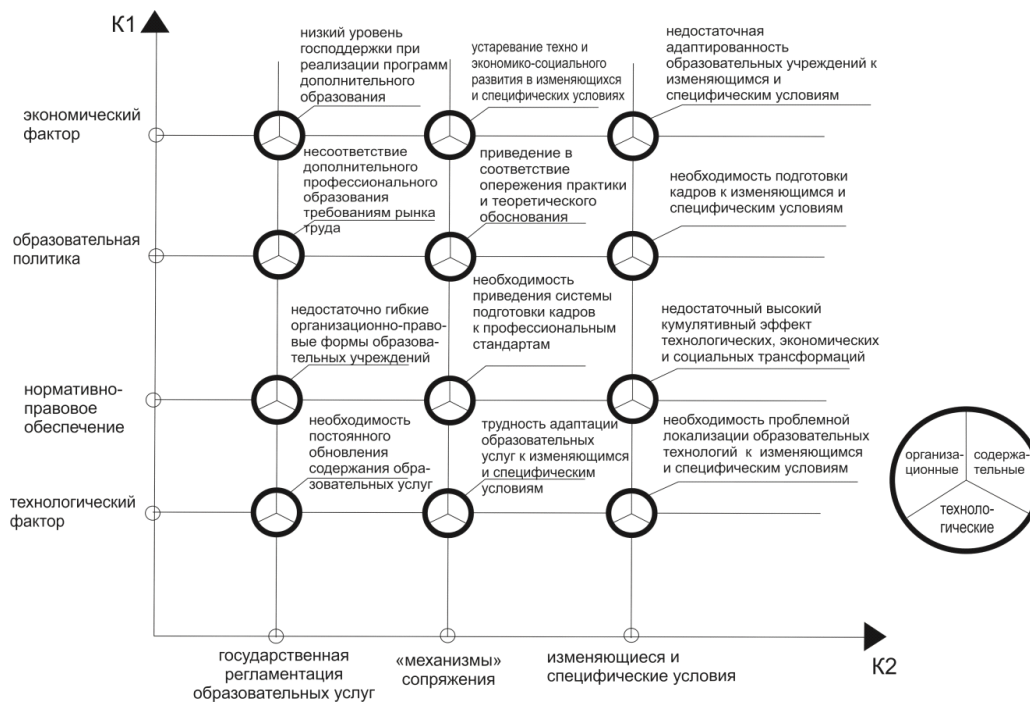 К1
низкий уровень
господдержки при
реализации программ
дополнительного
образования
устаревание техно и
экономико-социального
развития в изменяющихся
и специфических условиях
недостаточная
адаптированность
образовательных учреждений к
изменяющимся и
специфическим условиям
экономический
фактор
несоответствие
дополнительного
профессионального
образования
требованиям рынка
труда
приведение в
соответствие
опережения практики
и теоретического
обоснования
необходимость подготовки
кадров к изменяющимся и
специфическим условиям
образовательная
политика
недостаточно гибкие
организационно-право-
вые формы образова-
тельных учреждений
необходимость
приведения системы
подготовки кадров
к профессиональным
стандартам
недостаточный высокий
кумулятивный эффект
технологических, экономических
и социальных трансформаций
нормативно-
правовое
обеспечение
необходимость
постоянного
обновления
содержания обра-
зовательных услуг
трудность адаптации
образовательных
услуг к изменяющимся
и специфическим
условиям
необходимость проблемной
локализации образовательных
технологий к изменяющимся
и специфическим условиям
технологический
фактор
организа-
ционные
содержа-
тельные
техноло-
гические
государственная
регламентация
образовательных услуг
«механизмы»
сопряжения
изменяющиеся и
специфические условия
К2